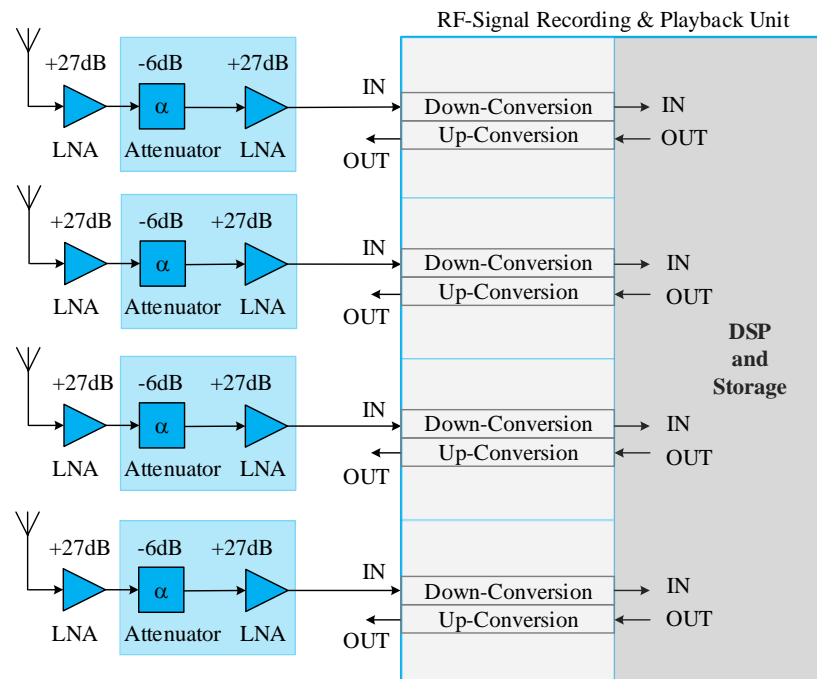 RF-Signal Recording & Playback Unit
+27dB -6dB +27dB
α
LNA Attenuator LNA
IN Down-Conversion IN
OUT Up-Conversion OUT
+27dB -6dB +27dB
α
LNA Attenuator LNA
IN Down-Conversion IN
OUT Up-Conversion OUT
DSP
and
Storage
+27dB -6dB +27dB
α
LNA Attenuator LNA
IN Down-Conversion IN
OUT Up-Conversion OUT
+27dB -6dB +27dB
α
LNA Attenuator LNA
IN Down-Conversion IN
OUT Up-Conversion OUT